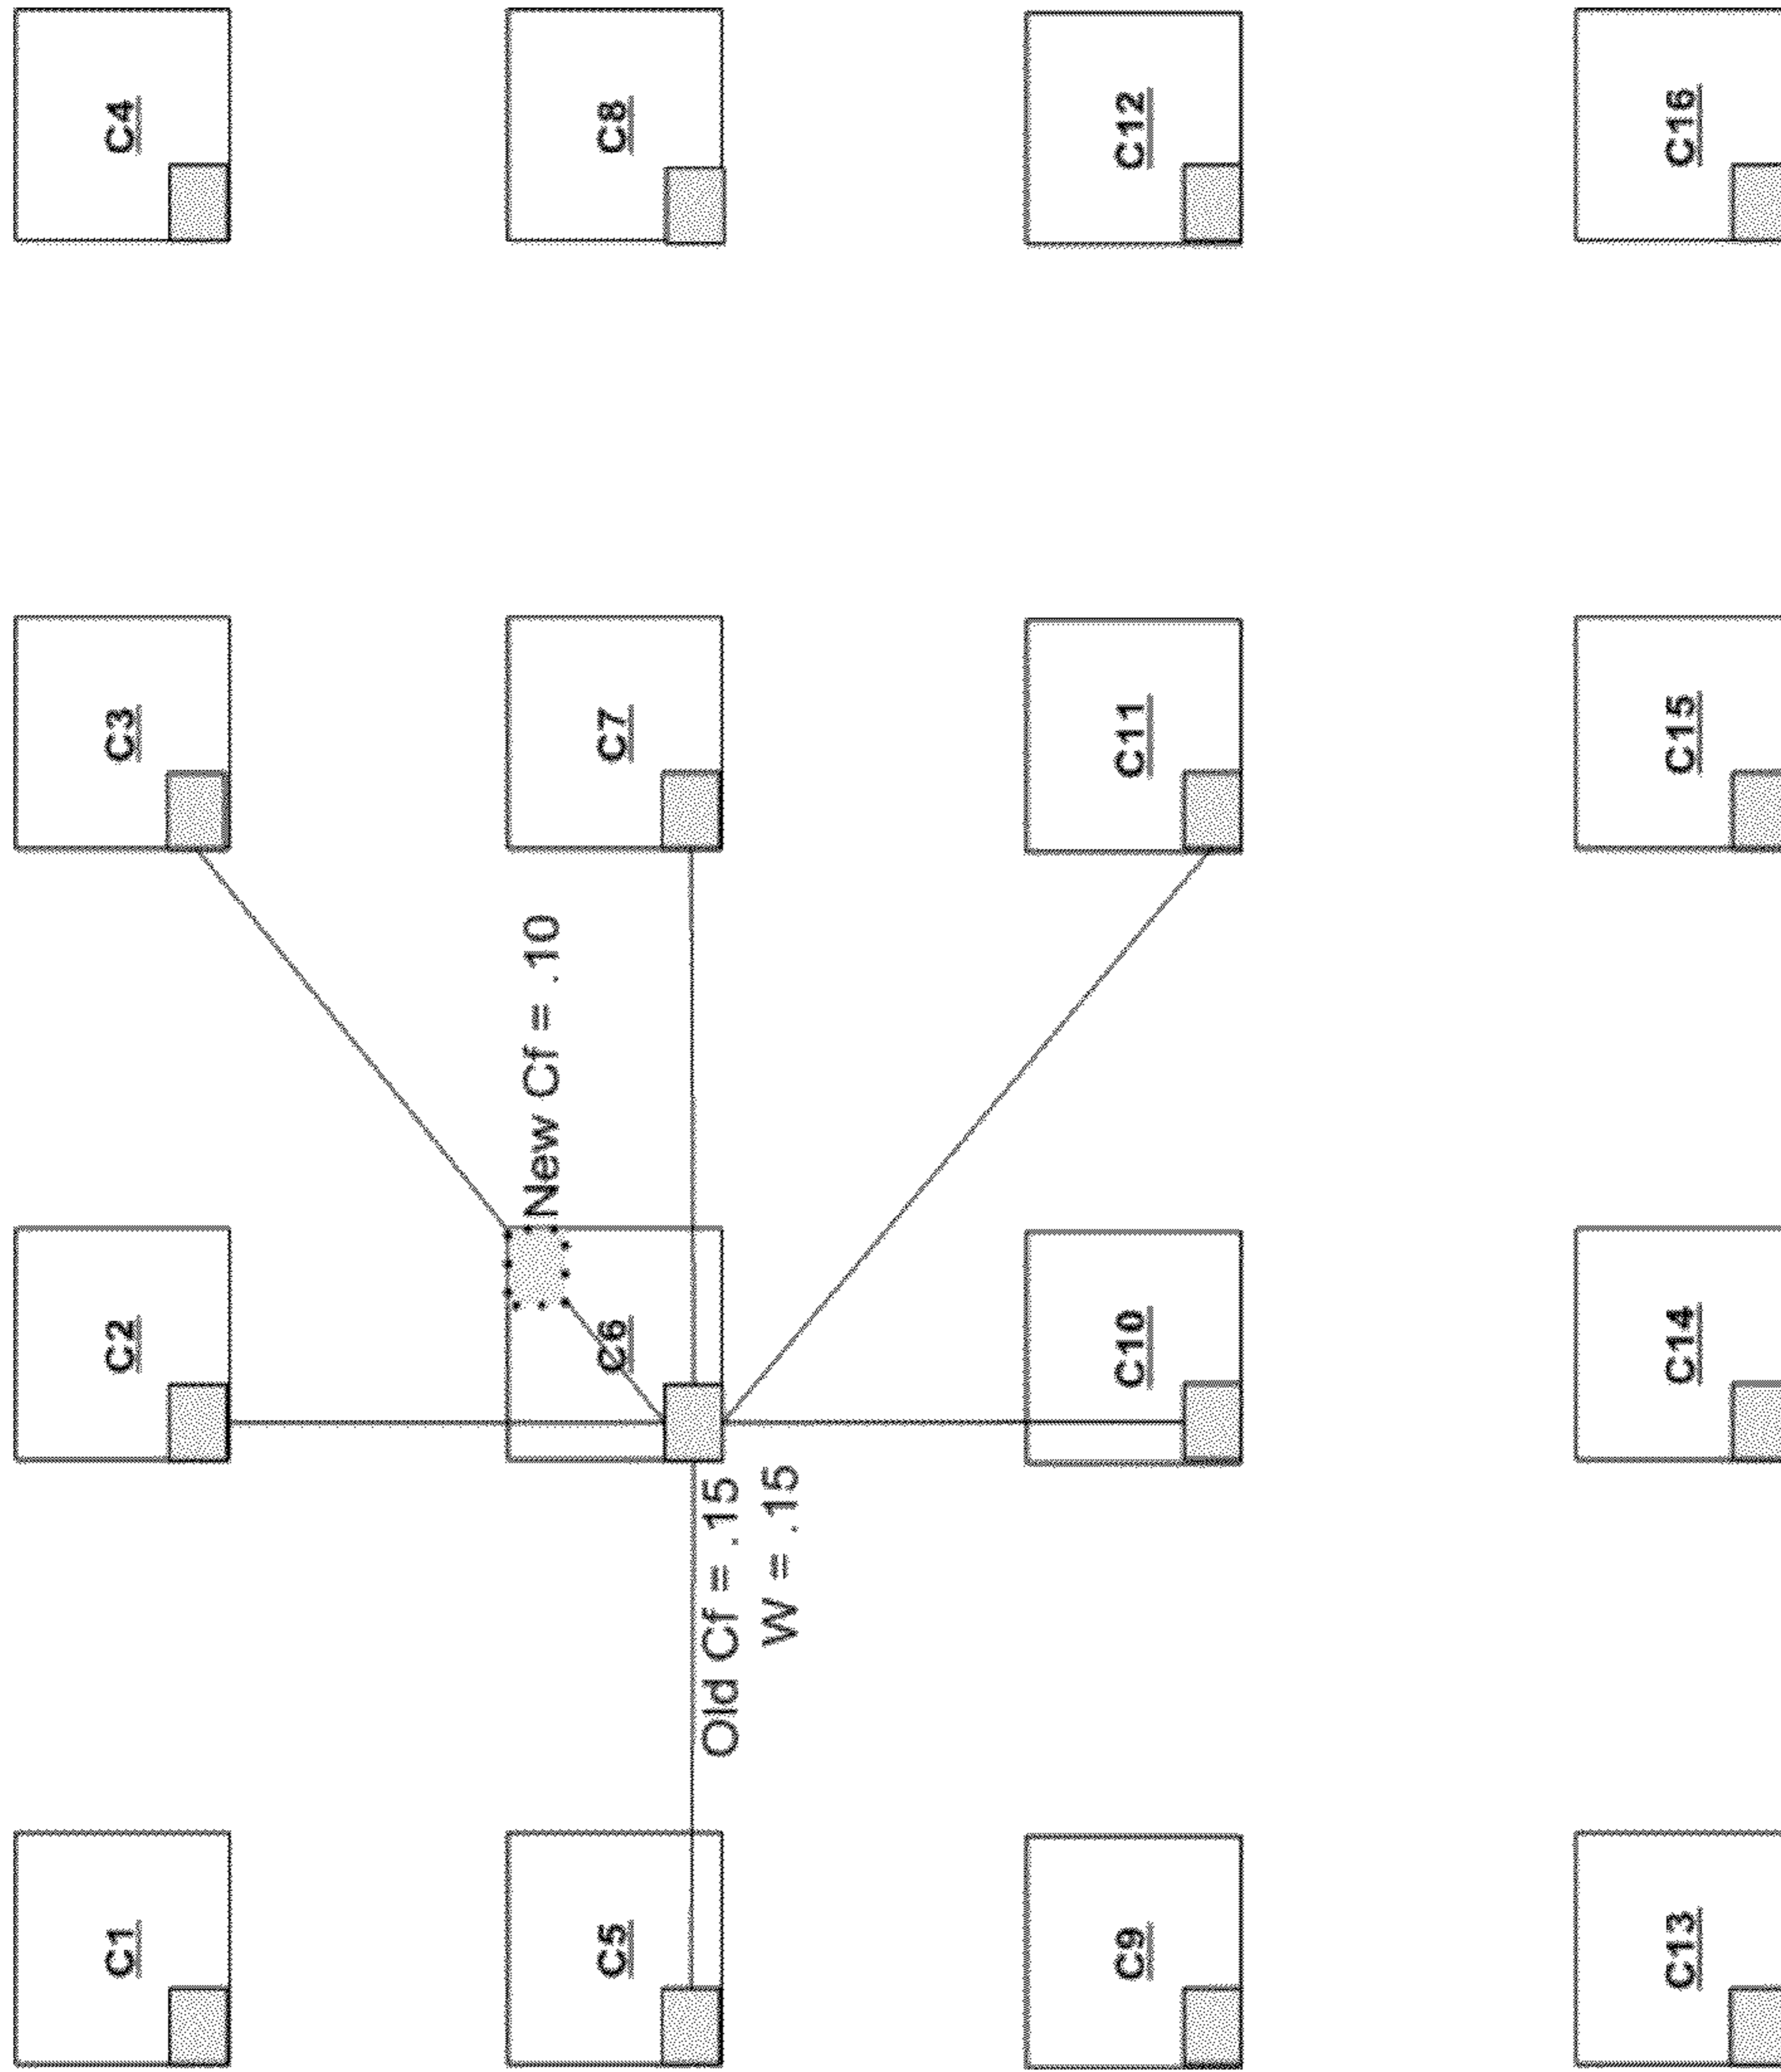 C1
C2
C3
C4
C5
C6
New Cf = .10
C7
C8
Old Cf = .15
W = .15
C9
C10
C11
C12
C13
C14
C15
C16